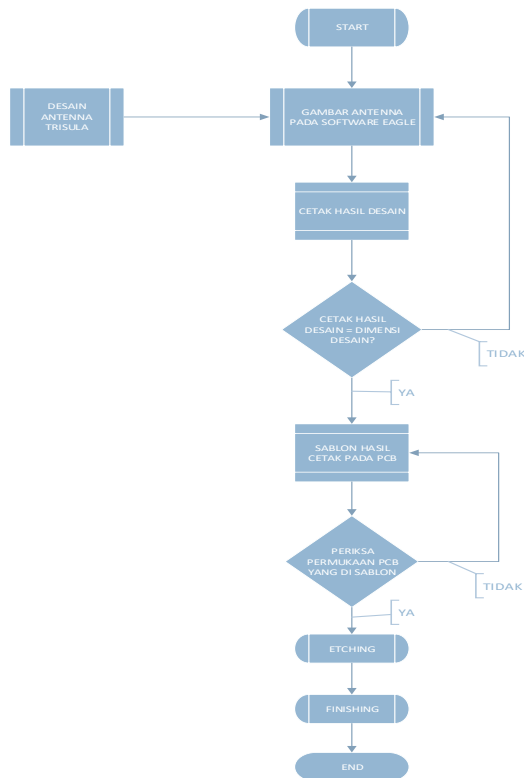 START
DESAIN
ANTENNA
TRISULA
GAMBAR ANTENNA
PADA SOFTWARE EAGLE
CETAK HASIL DESAIN
CETAK HASIL
DESAIN = DIMENSI
DESAIN?
TIDAK
YA
SABLON HASIL
CETAK PADA PCB
PERIKSA
PERMUKAAN PCB
YANG DI SABLON
TIDAK
YA
ETCHING
FINISHING
END